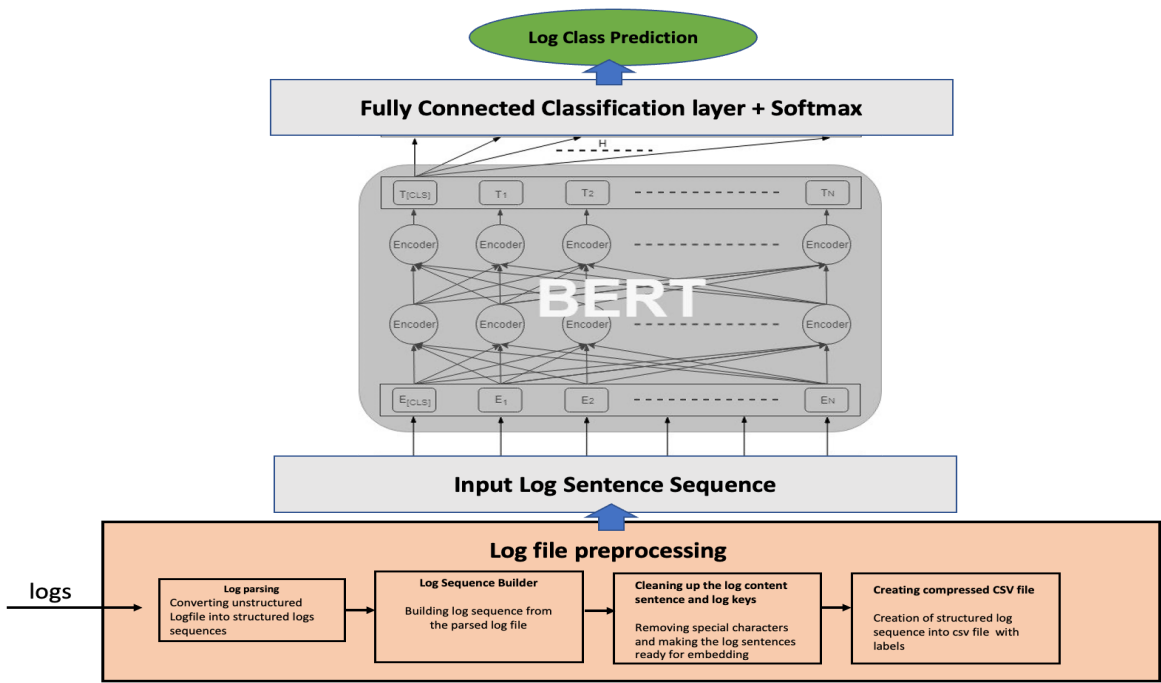 Log Class Prediction
Fully Connected Classification layer + Softmax
H
T[CLS] T1 T2 TN
Encoder Encoder Encoder Encoder
BERT
Encoder Encoder Encoder Encoder
E[CLS] E1 E2 EN
Input Log Sentence Sequence
Log file preprocessing
logs
Log parsing
Converting unstructured
Logfile into structured logs
sequences
Log Sequence Builder
Building log sequence from
the parsed log file
Cleaning up the log content
sentence and log keys
Removing special characters
and making the log sentences
ready for embedding
Creating compressed CSV file
Creation of structured log
sequence into csv file with
labels